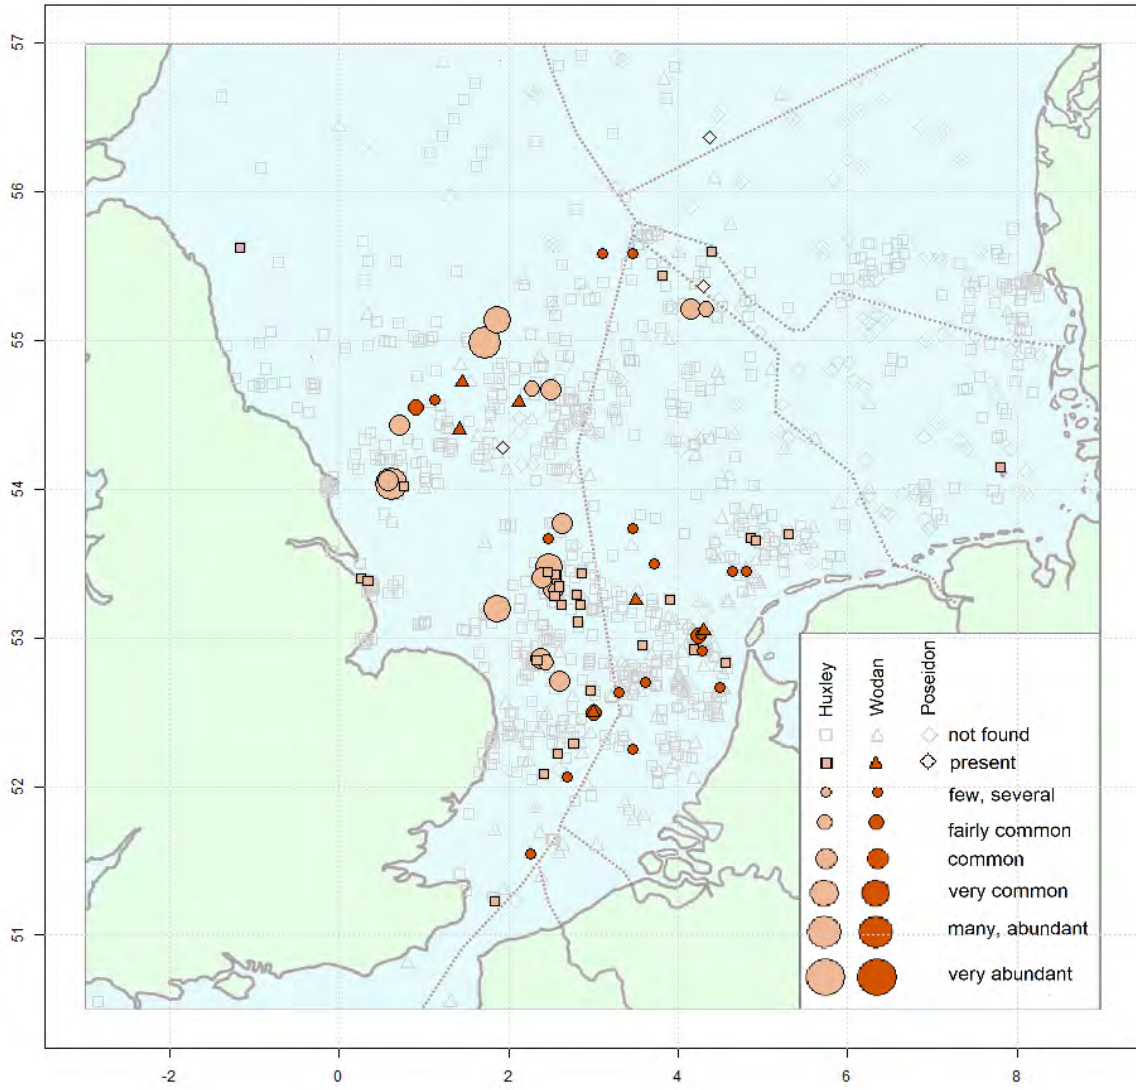 57
56
55
54
53
52
51
Huxley
Wodan
Poseidon
not found
present
few, several
fairly common
common
very common
many, abundant
very abundant
-2
0
2
4
6
8